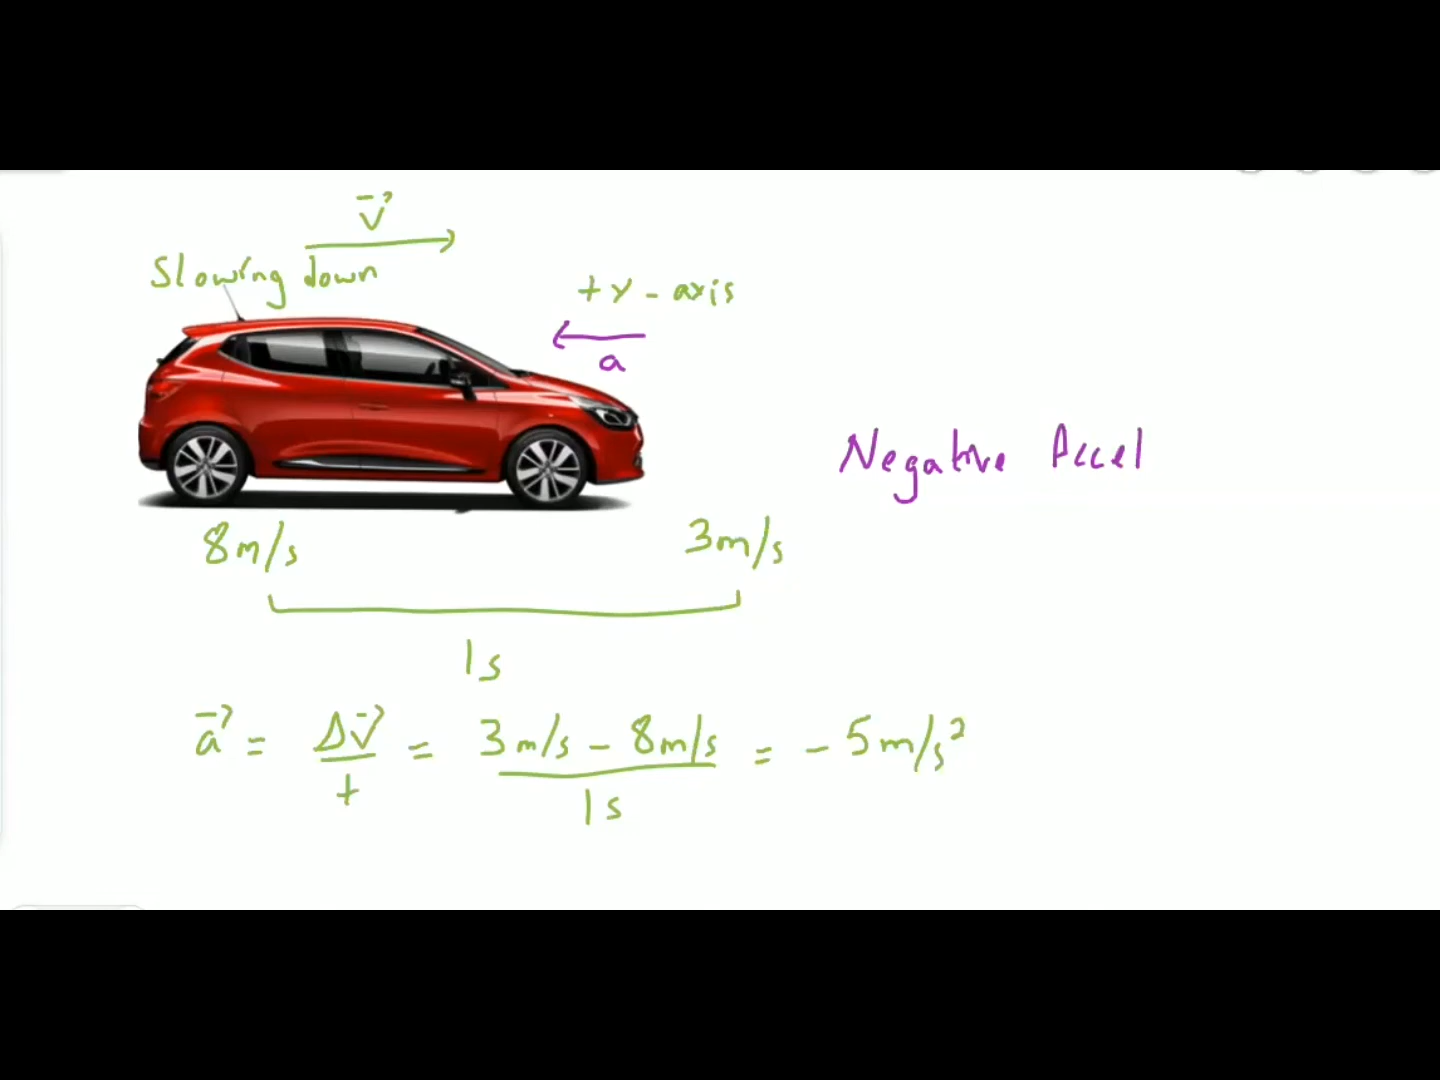 v⃗
Slowing down
+y-axis
a
Negative Accel
8m/s
3m/s
1s
a⃗ = Δv⃗/t = (3m/s - 8m/s)/1s = -5m/s²